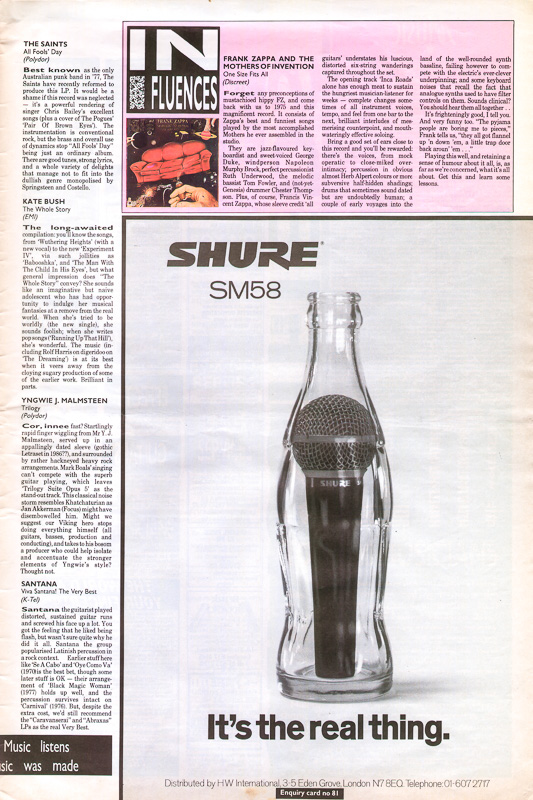 THE SAINTS
All Fools' Day
(Polydor)
Best known as the only
Australian punk band in '77, The
Saints have recently reformed to
produce this LP. It would be a
shame if this record was neglected
– it's a powerful rendering of
singer Chris Bailey's excellent
songs (plus a cover of The Pogues'
'Pair Of Brown Eyes'). The
instrumentation is conventional
rock, but the brass and overall use
of dynamics stop "All Fools' Day"
being just an ordinary album.
There are good tunes, strong lyrics,
and a whole variety of delights
that manage not to fit into the
dullish genre monopolised by
Springsteen and Costello.
KATE BUSH
The Whole Story
(EMI)
The long-awaited
compilation: you'll know the songs,
from 'Wuthering Heights' (with a
new vocal) to the new 'Experiment
IV', via such jollities as
'Babooshka', and 'The Man With
The Child In His Eyes', but what
general impression does "The
Whole Story" convey? She sounds
like an imaginative but naive
adolescent who has had oppor-
tunity to indulge her musical
fantasies at a remove from the real
world. When she's tried to be
worldly (the new single), she
sounds foolish; when she writes
pop songs ('Running Up That Hill'),
she's wonderful. The music (in-
cluding Rolf Harris on digeridoo on
'The Dreaming') is at its best
when it veers away from the
cloying sugary production of some
of the earlier work. Brilliant in
parts.
YNGWIE J. MALMSTEEN
Trilogy
(Polydor)
Cor, innee fast? Startlingly
rapid finger wiggling from Mr Y. J.
Malmsteen, served up in an
appallingly dated sleeve (gothic
Letraset in 1986??), and surrounded
by rather hackneyed heavy rock
arrangements. Mark Boals' singing
can't compete with the superb
guitar playing, which leaves
'Trilogy Suite Opus 5' as the
stand-out track. This classical noise
storm resembles Khatchaturian as
Jan Akkerman (Focus) might have
disembowelled him. Might we
suggest our Viking hero stops
doing everything himself (all
guitars, basses, production and
conducting), and takes to his bosom
a producer who could help isolate
and accentuate the stronger
elements of Yngwie's style?
Thought not.
SANTANA
Viva Santana! The Very Best
(K-Tel)
Santana the guitarist played
distorted, sustained guitar runs
and screwed his face up a lot. You
got the feeling that he liked being
flash, but wasn't sure quite why he
did it all. Santana the group
popularised Latinish percussion in
a rock context. Earlier stuff here
like 'Se A Cabo' and 'Oye Como Va'
(1970) is the best bet, though some
later stuff is OK – their arrange-
ment of 'Black Magic Woman'
(1977) holds up well, and the
percussion survives intact on
'Carnival' (1976). But, despite the
extra cost, we'd still recommend
the "Caravanserai" and "Abraxas"
LPs as the real Very Best.
Music listens
sic was made
IN
FLUENCES
FRANK ZAPPA
FRANK ZAPPA AND THE
MOTHERS OF INVENTION
One Size Fits All
(Discreet)
Forget any preconceptions of
mustachioed hippy FZ, and come
back with us to 1975 and this
magnificent record. It consists of
Zappa's best and funniest songs
played by the most accomplished
Mothers he ever assembled in the
studio.
They are jazz-flavoured key-
boardist and sweet-voiced George
Duke, windperson Napoleon
Murphy Brock, perfect percussionist
Ruth Underwood, the melodic
bassist Tom Fowler, and (not-yet-
Genesis) drummer Chester Thomp-
son. Plus, of course, Francis Vin-
cent Zappa, whose sleeve credit 'all
guitars' understates his luscious,
distorted six-string wanderings
captured throughout the set.
The opening track 'Inca Roads'
alone has enough meat to sustain
the hungriest musician-listener for
weeks – complete changes some-
times of all instrument voices,
tempo, and feel from one bar to the
next, brilliant interludes of mes-
merising counterpoint, and mouth-
wateringly effective soloing.
Bring a good set of ears close to
this record and you'll be rewarded:
there's the voices, from mock
operatic to close-miked over-
intimacy; percussion in obvious
almost Herb Alpert colours or more
subversive half-hidden shadings;
drums that sometimes sound dated
but are undoubtedly human; a
couple of early voyages into the
land of the well-rounded synth
bassline, failing however to com-
pete with the electric's ever-clever
underpinning; and some keyboard
noises that recall the fact that
analogue synths used to have filter
controls on them. Sounds clinical?
You should hear them all together...
It's frighteningly good, I tell you.
And very funny too. "The pyjama
people are boring me to pieces,"
Frank tells us, "they all got flannel
up 'n down 'em, a little trap door
back aroun' 'em . . ."
Playing this well, and retaining a
sense of humour about it all, is, as
far as we're concerned, what it's all
about. Get this and learn some
lessons.
SHURE®
SM58
SHURE
It's the real thing.
Distributed by HW International, 3-5 Eden Grove, London N7 8EQ. Telephone: 01-607 2717
Enquiry card no 81